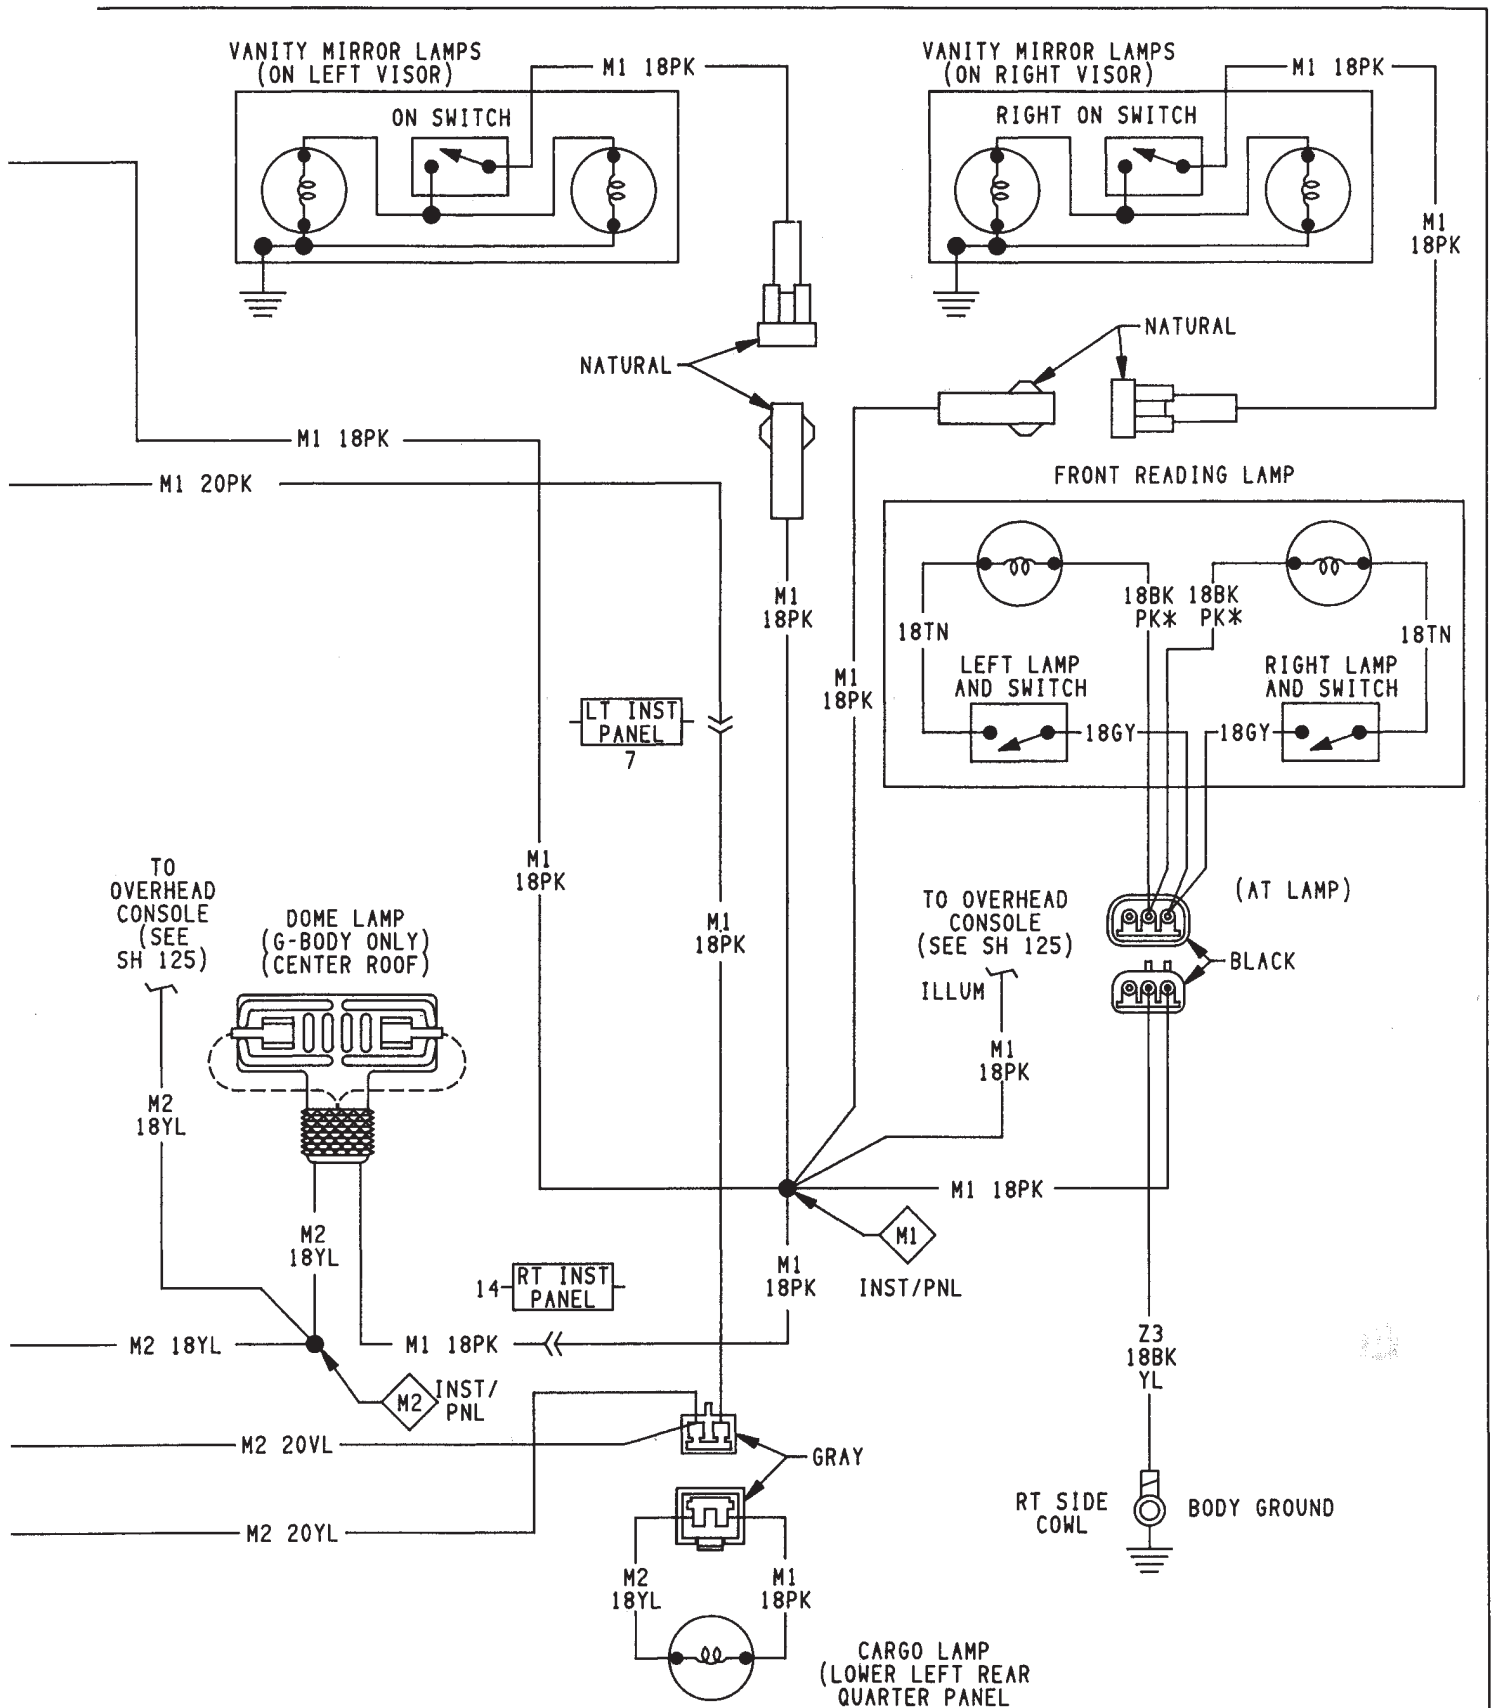 VANITY MIRROR LAMPS
(ON LEFT VISOR)
M1 18PK
VANITY MIRROR LAMPS
(ON RIGHT VISOR)
M1 18PK
ON SWITCH
RIGHT ON SWITCH
M1
18PK
NATURAL
NATURAL
M1 18PK
M1 20PK
FRONT READING LAMP
M1
18PK
18BK
PK*
18BK
PK*
18TN
18TN
LEFT LAMP
AND SWITCH
RIGHT LAMP
AND SWITCH
M1
18PK
LT INST
PANEL
7
18GY
18GY
M1
18PK
TO
OVERHEAD
CONSOLE
(SEE
SH 125)
DOME LAMP
(G-BODY ONLY)
(CENTER ROOF)
M1
18PK
TO OVERHEAD
CONSOLE
(SEE SH 125)
ILLUM
(AT LAMP)
BLACK
M1
18PK
M2
18YL
M1 18PK
M2
18YL
M1
INST/PNL
M1
18PK
14
RT INST
PANEL
M2 18YL
M1 18PK
Z3
18BK
YL
M2
INST/
PNL
M2 20VL
GRAY
M2 20YL
RT SIDE
COWL
BODY GROUND
M2
18YL
M1
18PK
CARGO LAMP
(LOWER LEFT REAR
QUARTER PANEL